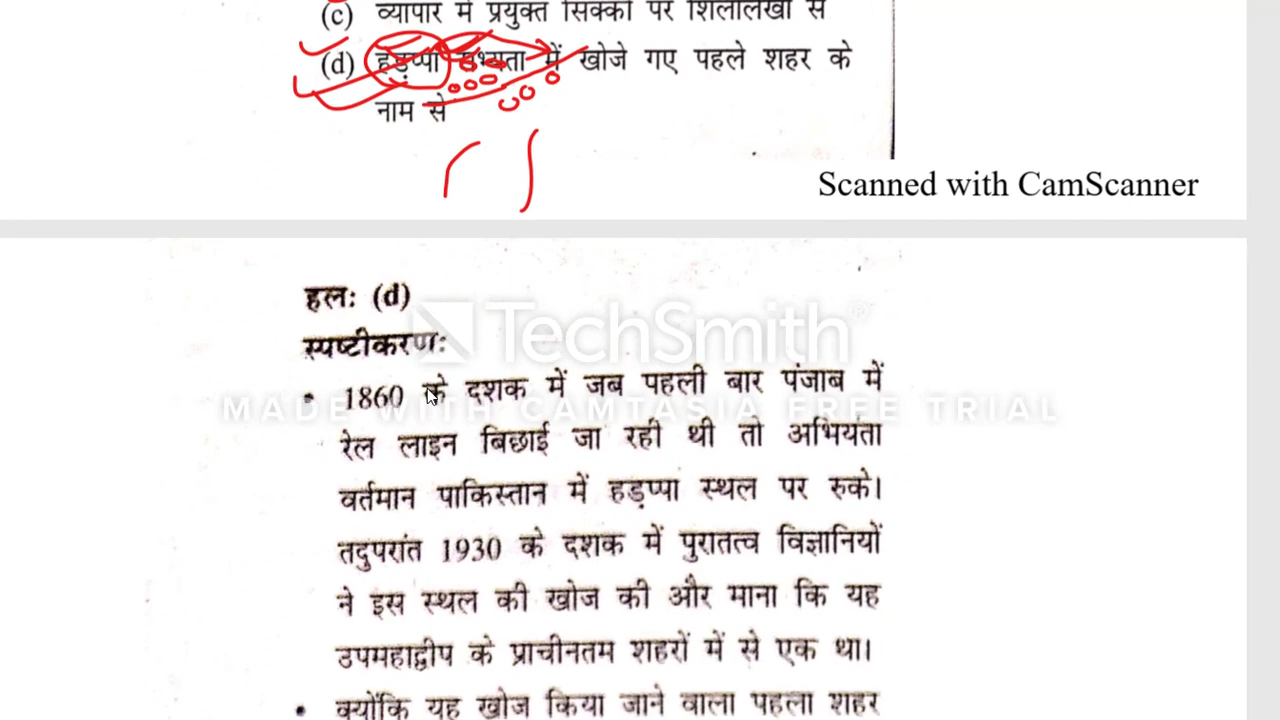 (c) व्यापार में प्रयुक्त सिक्कों पर शिलालेखों से
(d) हड़प्पा सभ्यता में खोजे गए पहले शहर के
नाम से
Scanned with CamScanner
हलः (d)
TechSmith®
स्पष्टीकरणः
• 1860 के दशक में जब पहली बार पंजाब में
MADE WITH CAMTASIA FREE TRIAL
रेल लाइन बिछाई जा रही थी तो अभियंता
वर्तमान पाकिस्तान में हड़प्पा स्थल पर रुके।
तदुपरांत 1930 के दशक में पुरातत्व विज्ञानियों
ने इस स्थल की खोज की और माना कि यह
उपमहाद्वीप के प्राचीनतम शहरों में से एक था।
• क्योंकि यह खोज किया जाने वाला पहला शहर